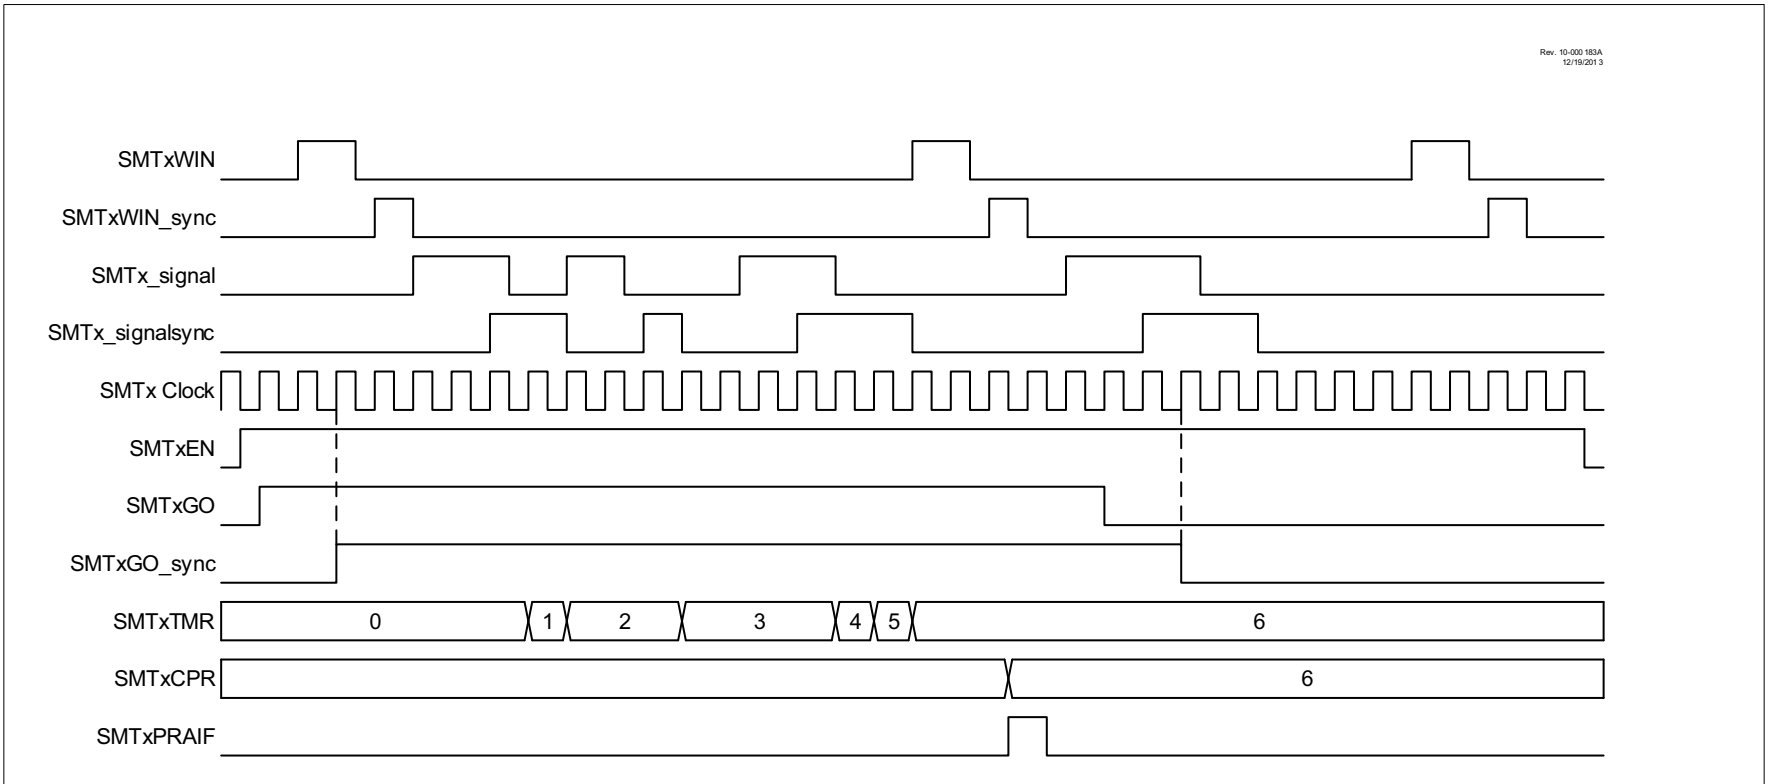 Rev. 10-000 183A
12/19/201 3
SMTxWIN
SMTxWIN_sync
SMTx_signal
SMTx_signalsync
SMTx Clock
SMTxEN
SMTxGO
SMTxGO_sync
SMTxTMR 0 1 2 3 4 5 6
SMTxCPR 6
SMTxPRAIF